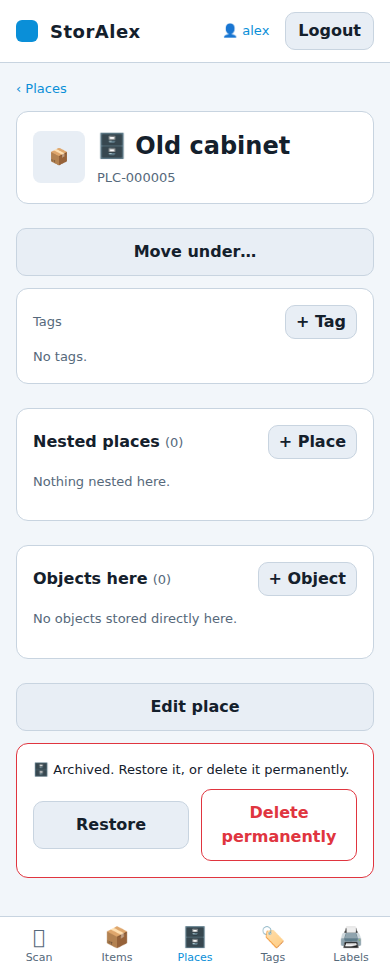 StorAlex
👤 alex
Logout
‹ Places
🗄️ Old cabinet
PLC-000005
Move under…
Tags
+ Tag
No tags.
Nested places (0)
+ Place
Nothing nested here.
Objects here (0)
+ Object
No objects stored directly here.
Edit place
🗄️ Archived. Restore it, or delete it permanently.
Restore
Delete
permanently
Scan
Items
Places
Tags
Labels